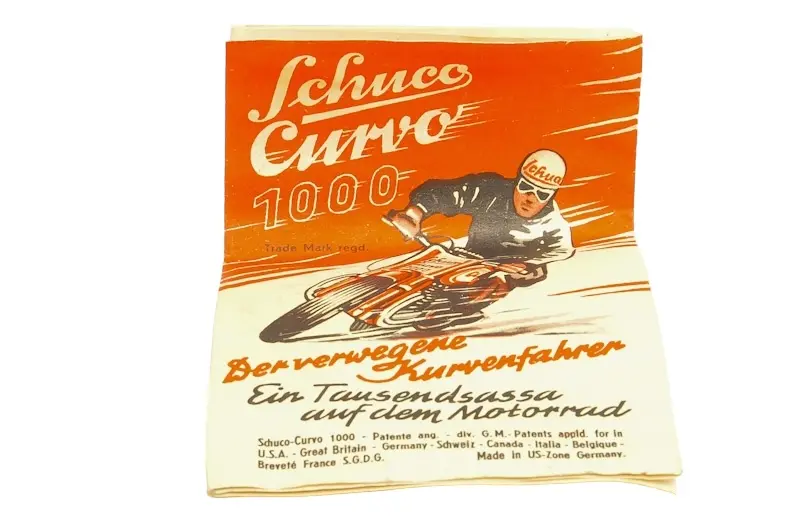 Schuco
Curvo
1000
Trade Mark regd.
Schuco
Der verwegene
Kurvenfahrer
Ein Tausendsassa
auf dem Motorrad
Schuco-Curvo 1000 - Patente ang. - div. G.M.-Patents appld. for in
U.S.A. - Great Britain - Germany - Schweiz - Canada - Italia - Belgique -
Breveté France S.G.D.G. Made in US-Zone Germany.